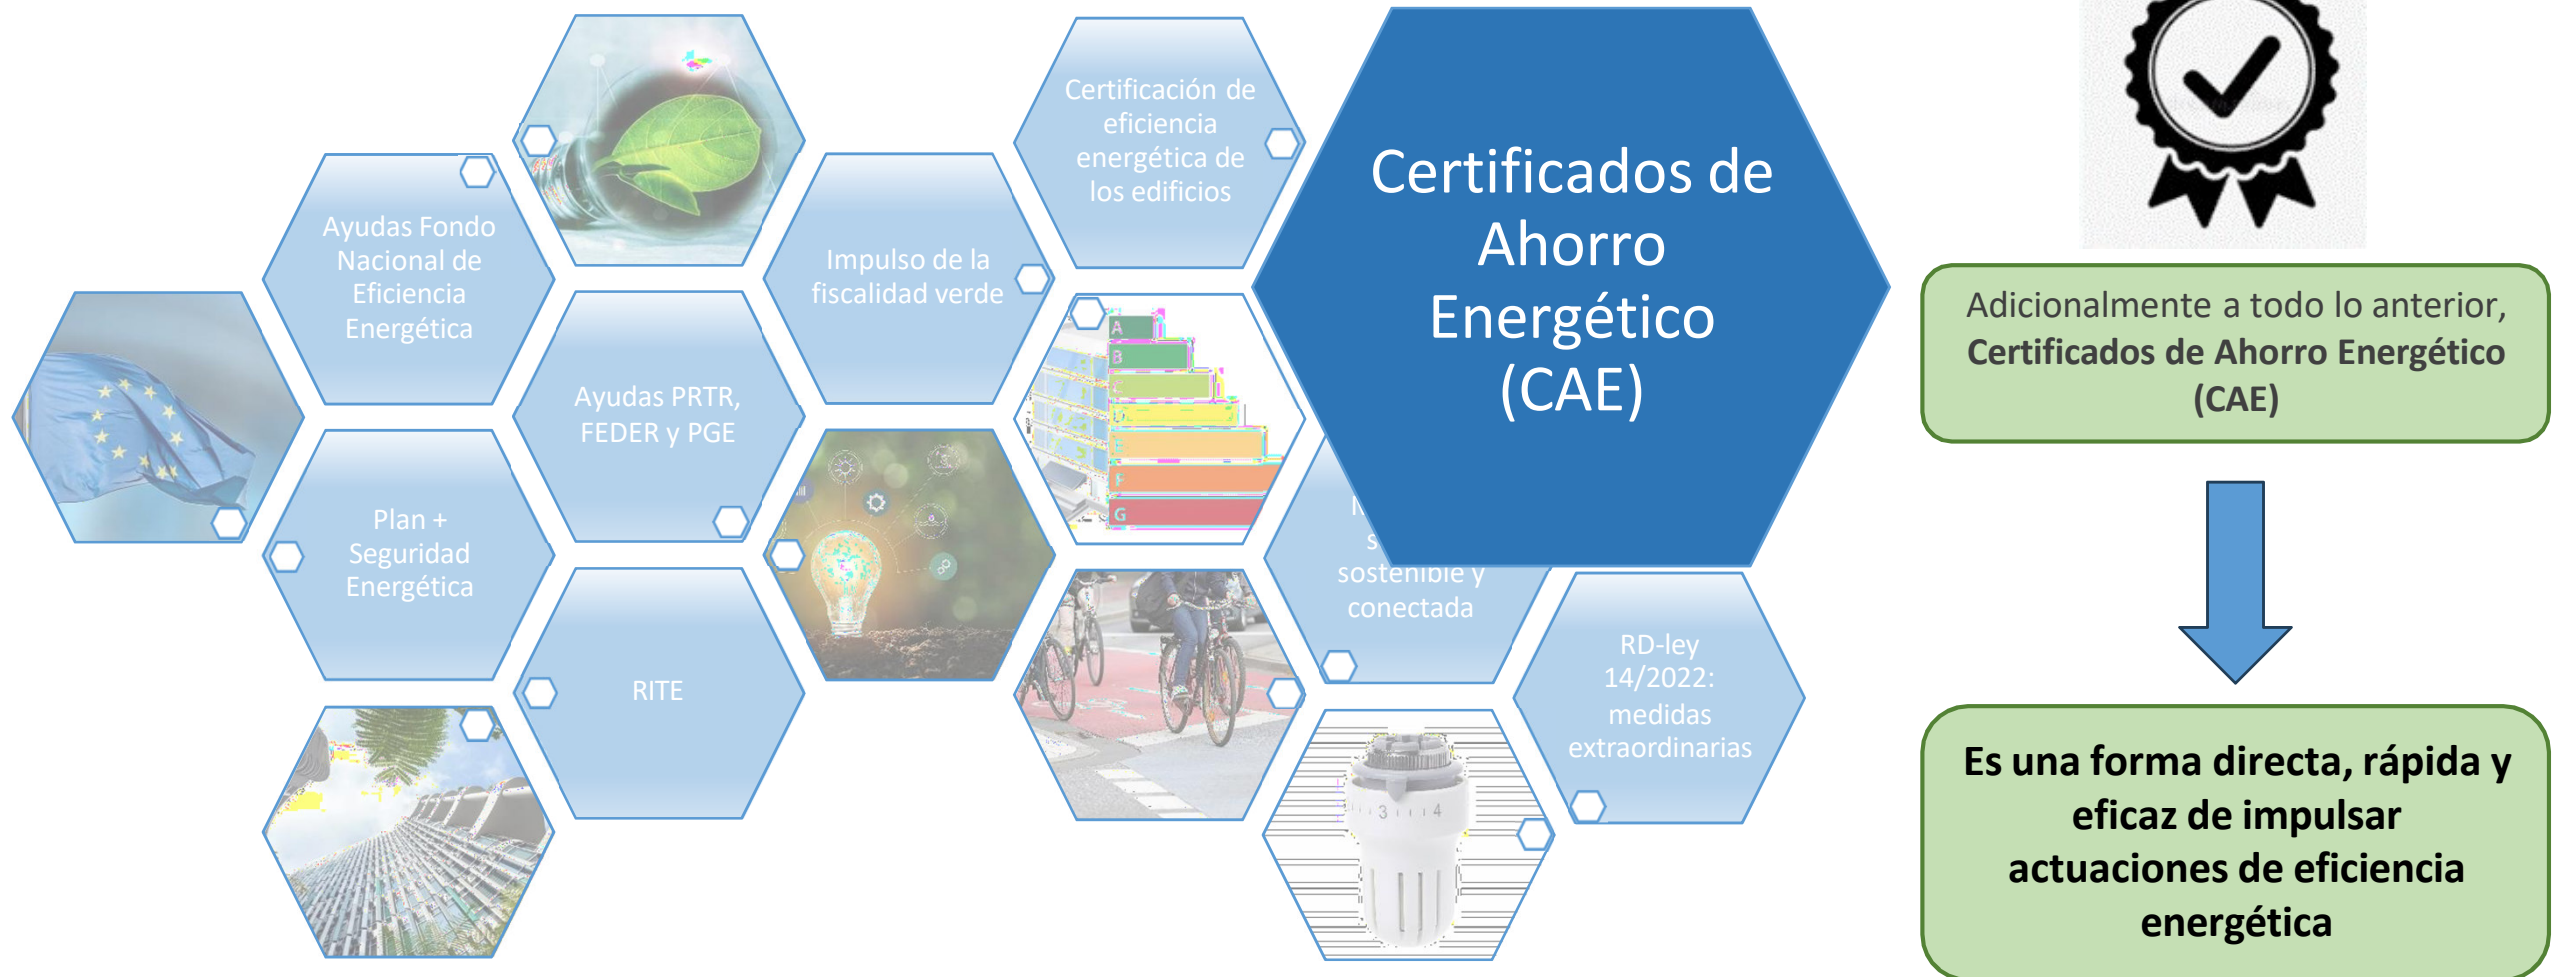 Certificación de
eficiencia
energética de
los edificios
Certificados de
Ahorro
Energético
(CAE)
Ayudas Fondo
Nacional de
Eficiencia
Energética
Impulso de la
fiscalidad verde
Ayudas PRTR,
FEDER y PGE
Plan +
Seguridad
Energética
RITE
A
B
C
D
E
F
G
sostenible y
conectada
RD-ley
14/2022:
medidas
extraordinarias
3 4
Adicionalmente a todo lo anterior,
Certificados de Ahorro Energético
(CAE)
Es una forma directa, rápida y
eficaz de impulsar
actuaciones de eficiencia
energética